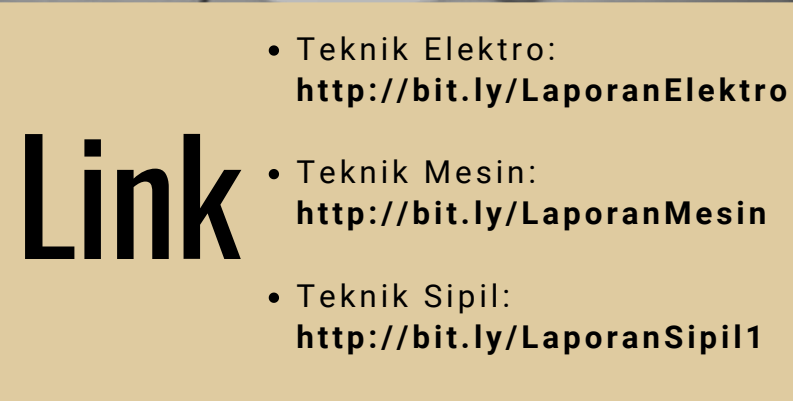 Link
• Teknik Elektro:
http://bit.ly/LaporanElektro
• Teknik Mesin:
http://bit.ly/LaporanMesin
• Teknik Sipil:
http://bit.ly/LaporanSipil1